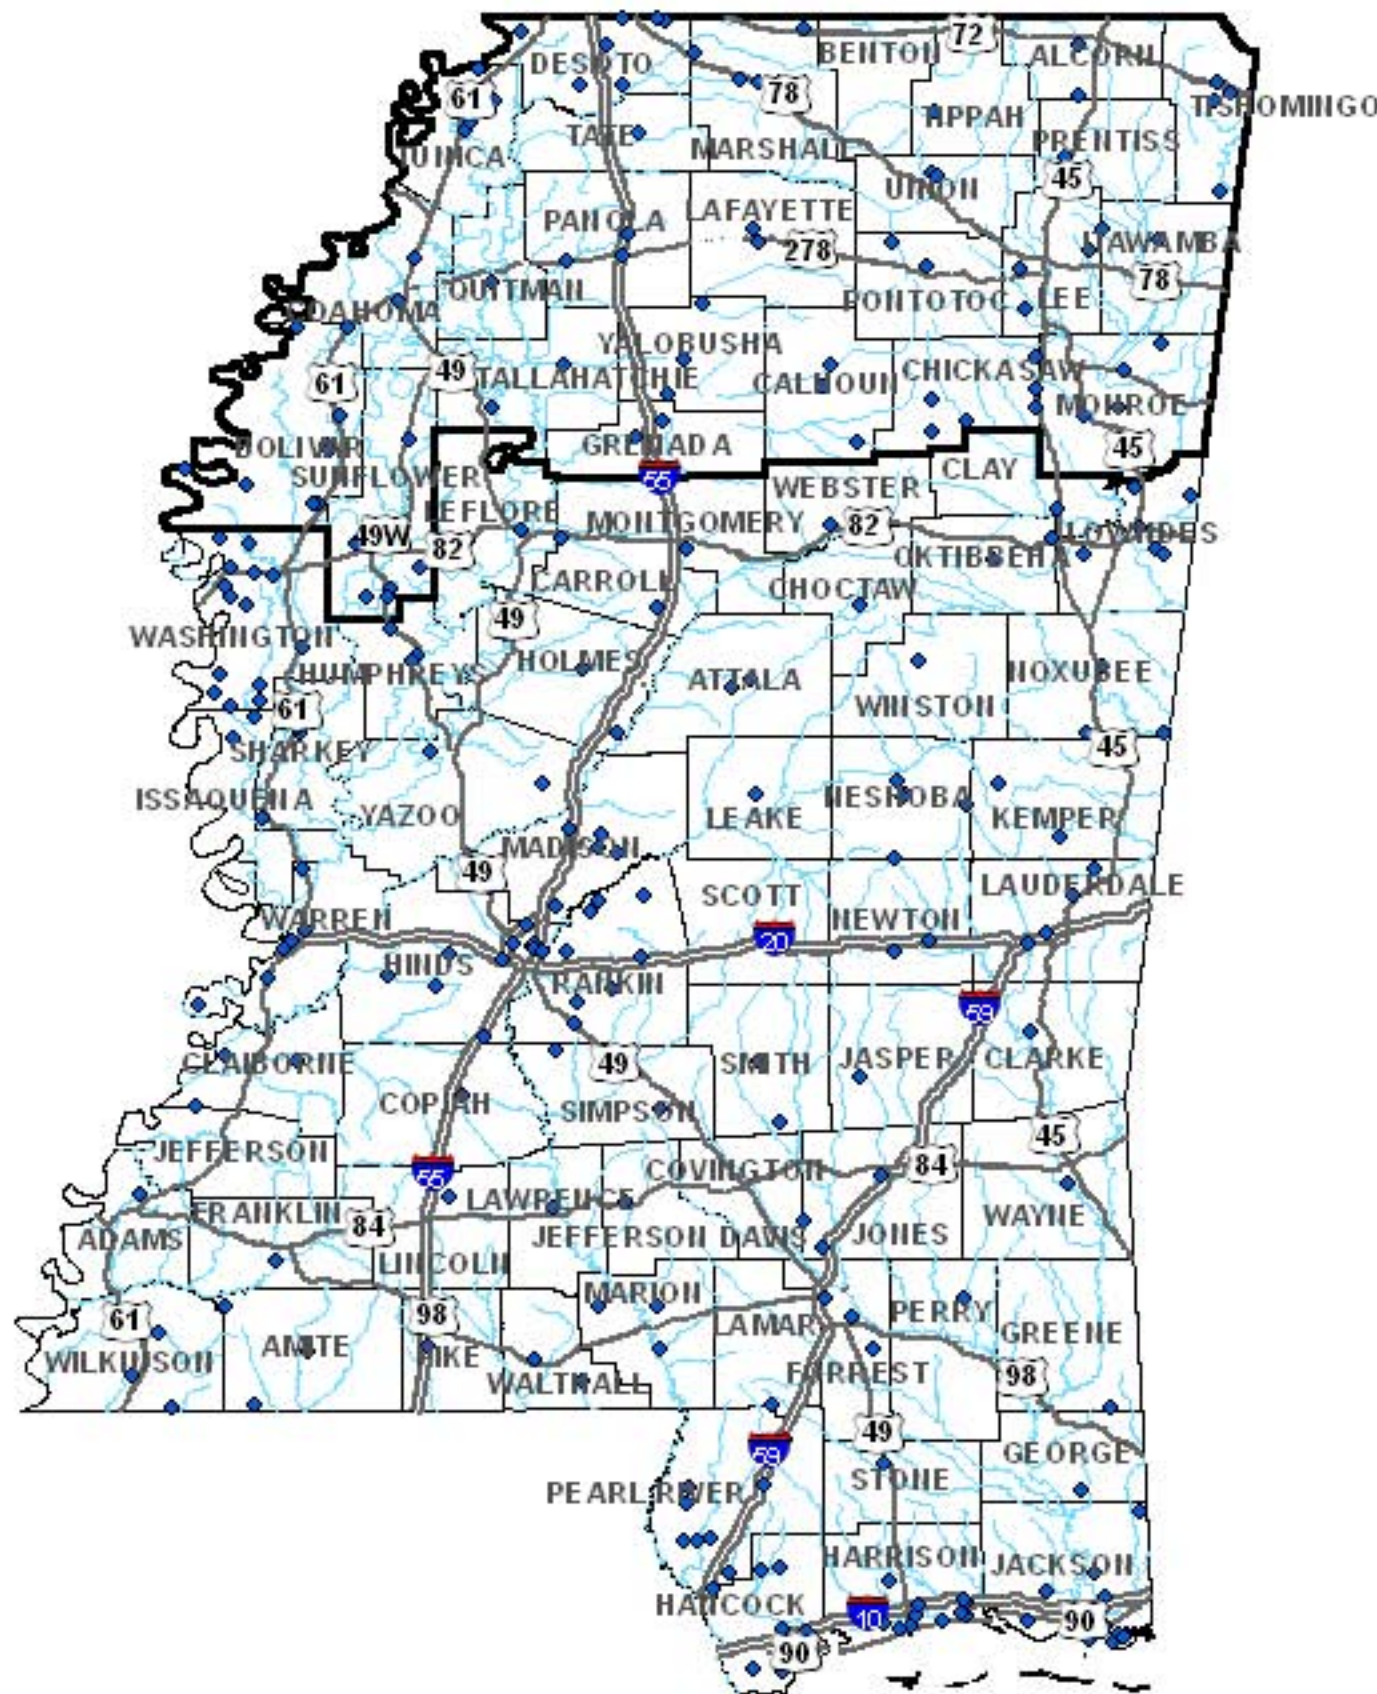 72
BENTON
ALCORN
DESOTO
61
78
TISHOMINGO
TIPPAH
TATE
PRENTISS
MARSHALL
TUNICA
45
UNION
PANOLA
LAFAYETTE
278
ITAWAMBA
78
QUITMAN
PONTOTOC
LEE
COAHOMA
YALOBUSHA
49
61
TALLAHATCHIE
CALHOUN
CHICKASAW
MONROE
BOLIVAR
GRENADA
45
SUNFLOWER
55
CLAY
WEBSTER
LEFLORE
MONTGOMERY
82
49W
LOWNDES
82
OKTIBBEHA
CARROLL
CHOCTAW
49
WASHINGTON
HOLMES
HUMPHREYS
NOXUBEE
ATTALA
WINSTON
61
45
SHARKEY
ISSAQUENA
NESHOBA
YAZOO
LEAKE
KEMPER
MADISON
49
LAUDERDALE
SCOTT
WARREN
NEWTON
20
HINDS
RANKIN
59
CLAIBORNE
49
SMITH
JASPER
CLARKE
COPIAH
SIMPSON
45
JEFFERSON
55
COVINGTON
84
LAWRENCE
FRANKLIN
84
WAYNE
ADAMS
JEFFERSON DAVIS
JONES
LINCOLN
MARION
61
98
PERRY
LAMAR
GREENE
AMITE
WILKINSON
PIKE
FORREST
98
WALTHALL
49
59
GEORGE
STONE
PEARL RIVER
HARRISON
JACKSON
HANCOCK
10
90
90